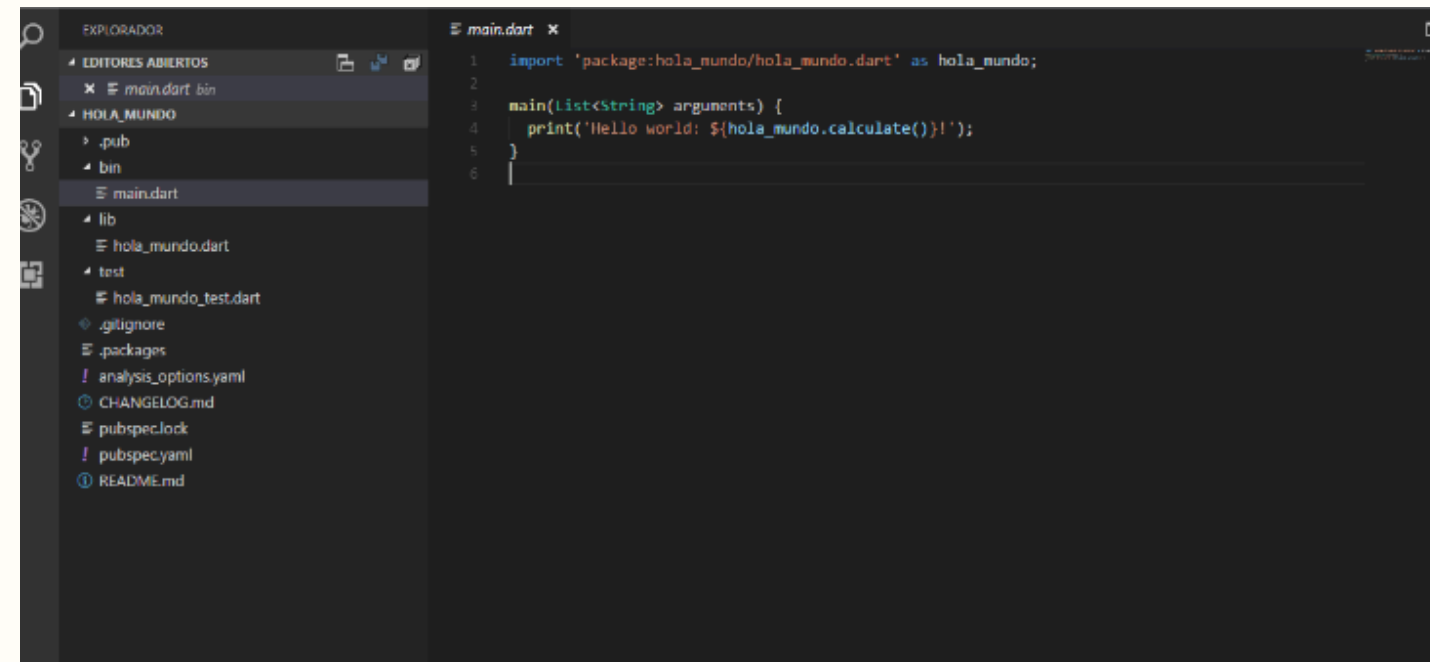 EXPLORADOR
EDITORES ABIERTOS
main.dart bin
HOLA_MUNDO
.pub
bin
main.dart
lib
hola_mundo.dart
test
hola_mundo_test.dart
.gitignore
.packages
analysis_options.yaml
CHANGELOG.md
pubspec.lock
pubspec.yaml
README.md
main.dart
1 import 'package:hola_mundo/hola_mundo.dart' as hola_mundo;
2
3 main(List<String> arguments) {
4 print('Hello world: ${hola_mundo.calculate()}!');
5 }
6